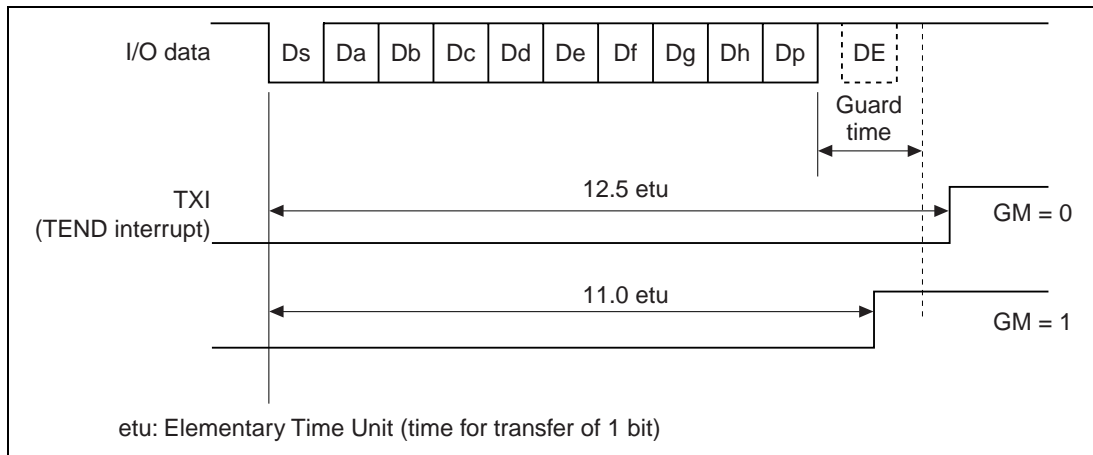 I/O data
Ds Da Db Dc Dd De Df Dg Dh Dp DE
Guard
time
12.5 etu
TXI
(TEND interrupt)
GM = 0
11.0 etu
GM = 1
etu: Elementary Time Unit (time for transfer of 1 bit)